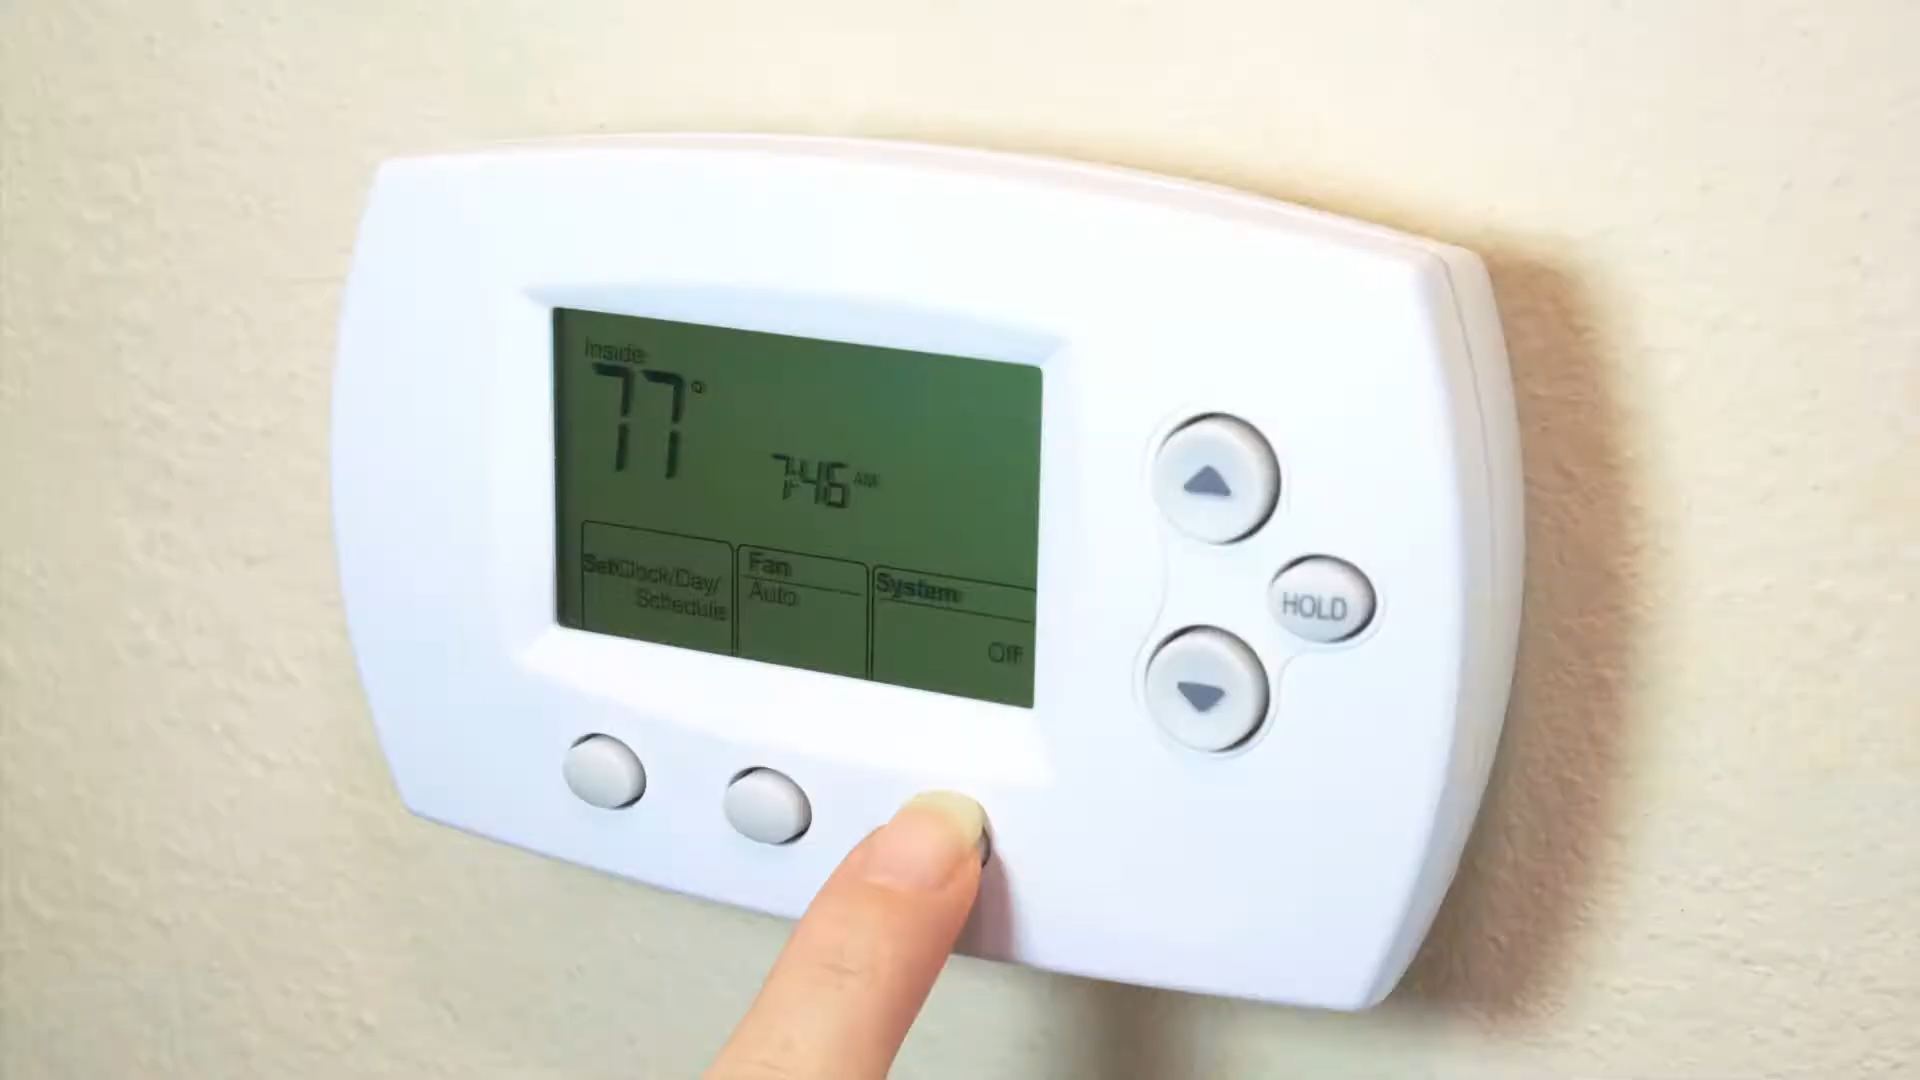 Inside
77°
7:46 AM
Set Clock/Day/
Schedule
Fan
Auto
System
Off
HOLD